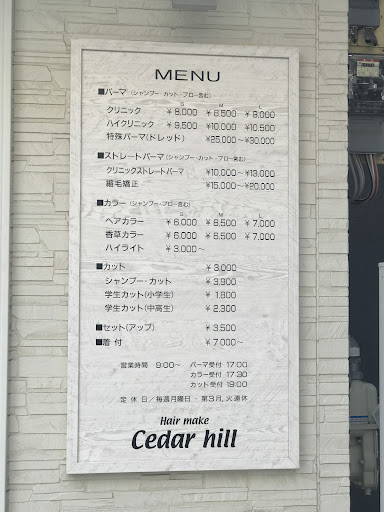 MENU
■パーマ (シャンプー・カット・ブロー含む)
S M L
クリニック ¥8,000 ¥8,500 ¥9,000
ハイクリニック ¥9,500 ¥10,000 ¥10,500
特殊パーマ(ドレッド) ¥25,000～¥30,000
■ストレートパーマ (シャンプー・カット・ブロー含む)
クリニックストレートパーマ ¥10,000～¥13,000
縮毛矯正 ¥15,000～¥20,000
■カラー (シャンプー・ブロー含む)
S M L
ヘアカラー ¥6,000 ¥6,500 ¥7,000
香草カラー ¥6,000 ¥6,500 ¥7,000
ハイライト ¥3,000～
■カット ¥3,000
シャンプー・カット ¥3,900
学生カット(小学生) ¥1,800
学生カット(中高生) ¥2,300
■セット(アップ) ¥3,500
■着 付 ¥7,000～
営業時間 9:00～ パーマ受付 17:00
カラー受付 17:30
カット受付 19:00
定 休 日／毎週月曜日・第3月,火連休
Hair make
Cedar hill